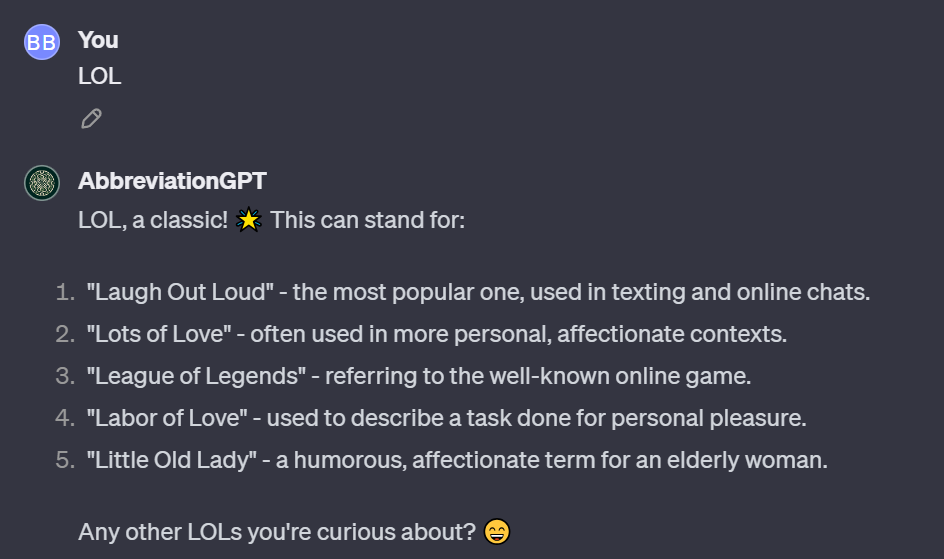 BB You
LOL
AbbreviationGPT
LOL, a classic! 🌟 This can stand for:
1. "Laugh Out Loud" - the most popular one, used in texting and online chats.
2. "Lots of Love" - often used in more personal, affectionate contexts.
3. "League of Legends" - referring to the well-known online game.
4. "Labor of Love" - used to describe a task done for personal pleasure.
5. "Little Old Lady" - a humorous, affectionate term for an elderly woman.
Any other LOLs you're curious about? 😄